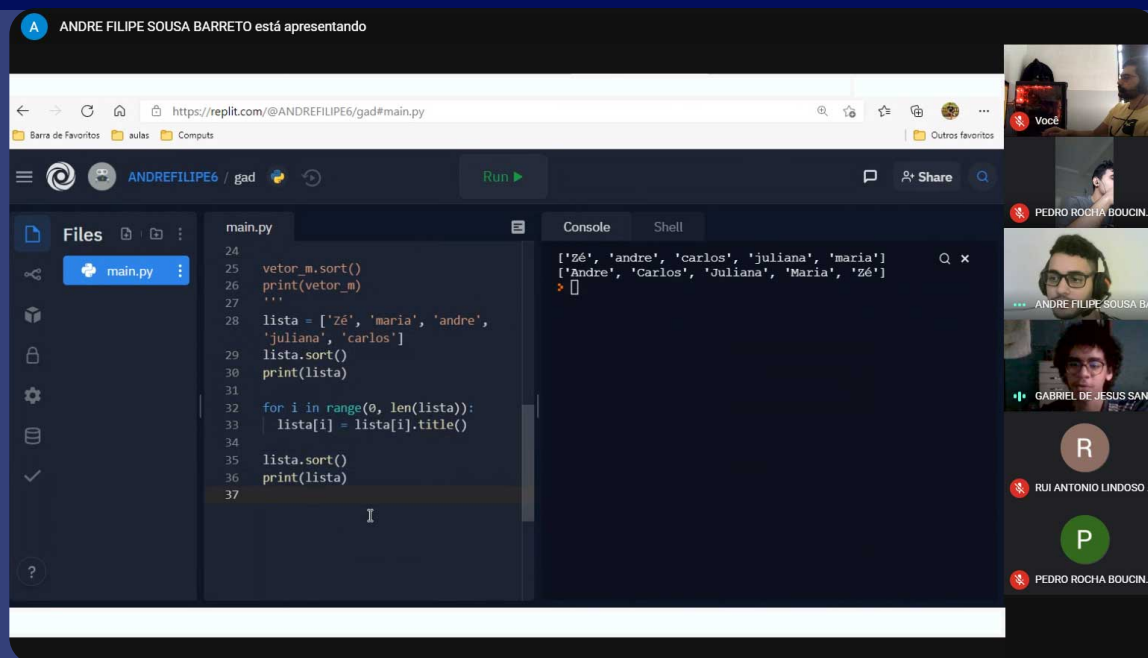 A ANDRE FILIPE SOUSA BARRETO está apresentando
https://replit.com/@ANDREFILIPE6/gad#main.py
Barra de Favoritos aulas Computs Outros favoritos
ANDREFILIPE6 / gad Run Share
Files
main.py
main.py
24
25 vetor_m.sort()
26 print(vetor_m)
27 '''
28 lista = ['Zé', 'maria', 'andre',
'juliana', 'carlos']
29 lista.sort()
30 print(lista)
31
32 for i in range(0, len(lista)):
33 lista[i] = lista[i].title()
34
35 lista.sort()
36 print(lista)
37
?
Console Shell
['Zé', 'andre', 'carlos', 'juliana', 'maria']
['Andre', 'Carlos', 'Juliana', 'Maria', 'Zé']
>
Você
PEDRO ROCHA BOUCIN...
ANDRE FILIPE SOUSA BA
GABRIEL DE JESUS SAN
R
RUI ANTONIO LINDOSO
P
PEDRO ROCHA BOUCIN...